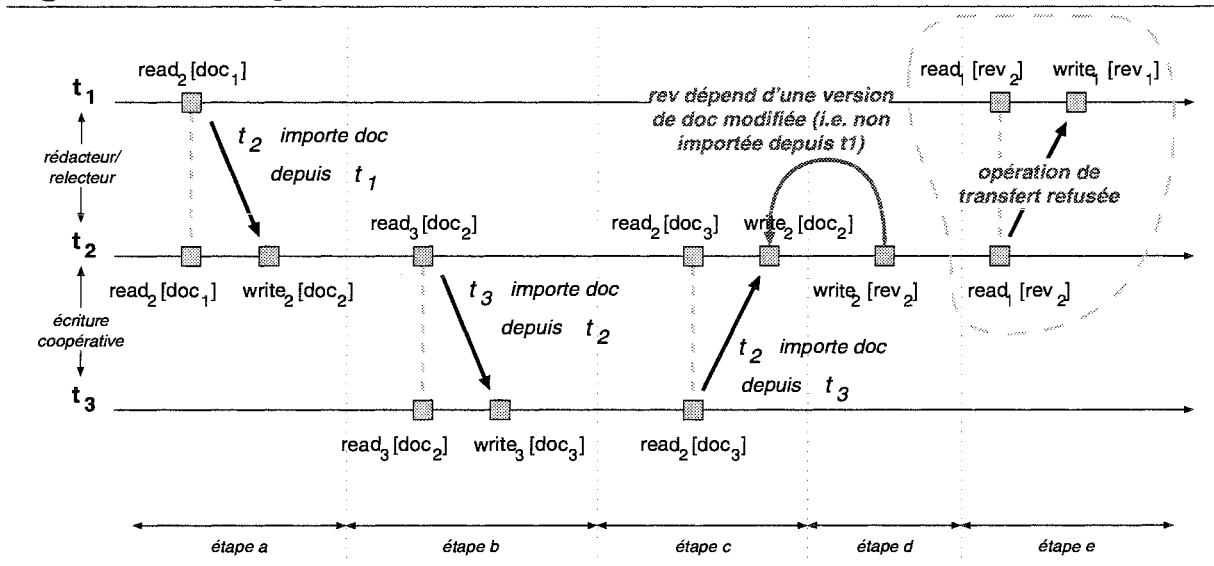 read2[doc1]
read1 [rev2]
write1 [rev1]
t1
rev dépend d'une version
de doc modifiée (i.e. non
importée depuis t1)
t2 importe doc
depuis t1
rédacteur/
relecteur
opération de
transfert refusée
read3[doc2]
read2[doc3]
write2[doc2]
t2
read2[doc1]
write2[doc2]
write2 [rev2]
read1 [rev2]
t3 importe doc
depuis t2
écriture
coopérative
t2 importe doc
depuis t3
t3
read3[doc2]
write3 [doc3]
read2[doc3]
étape a
étape b
étape c
étape d
étape e